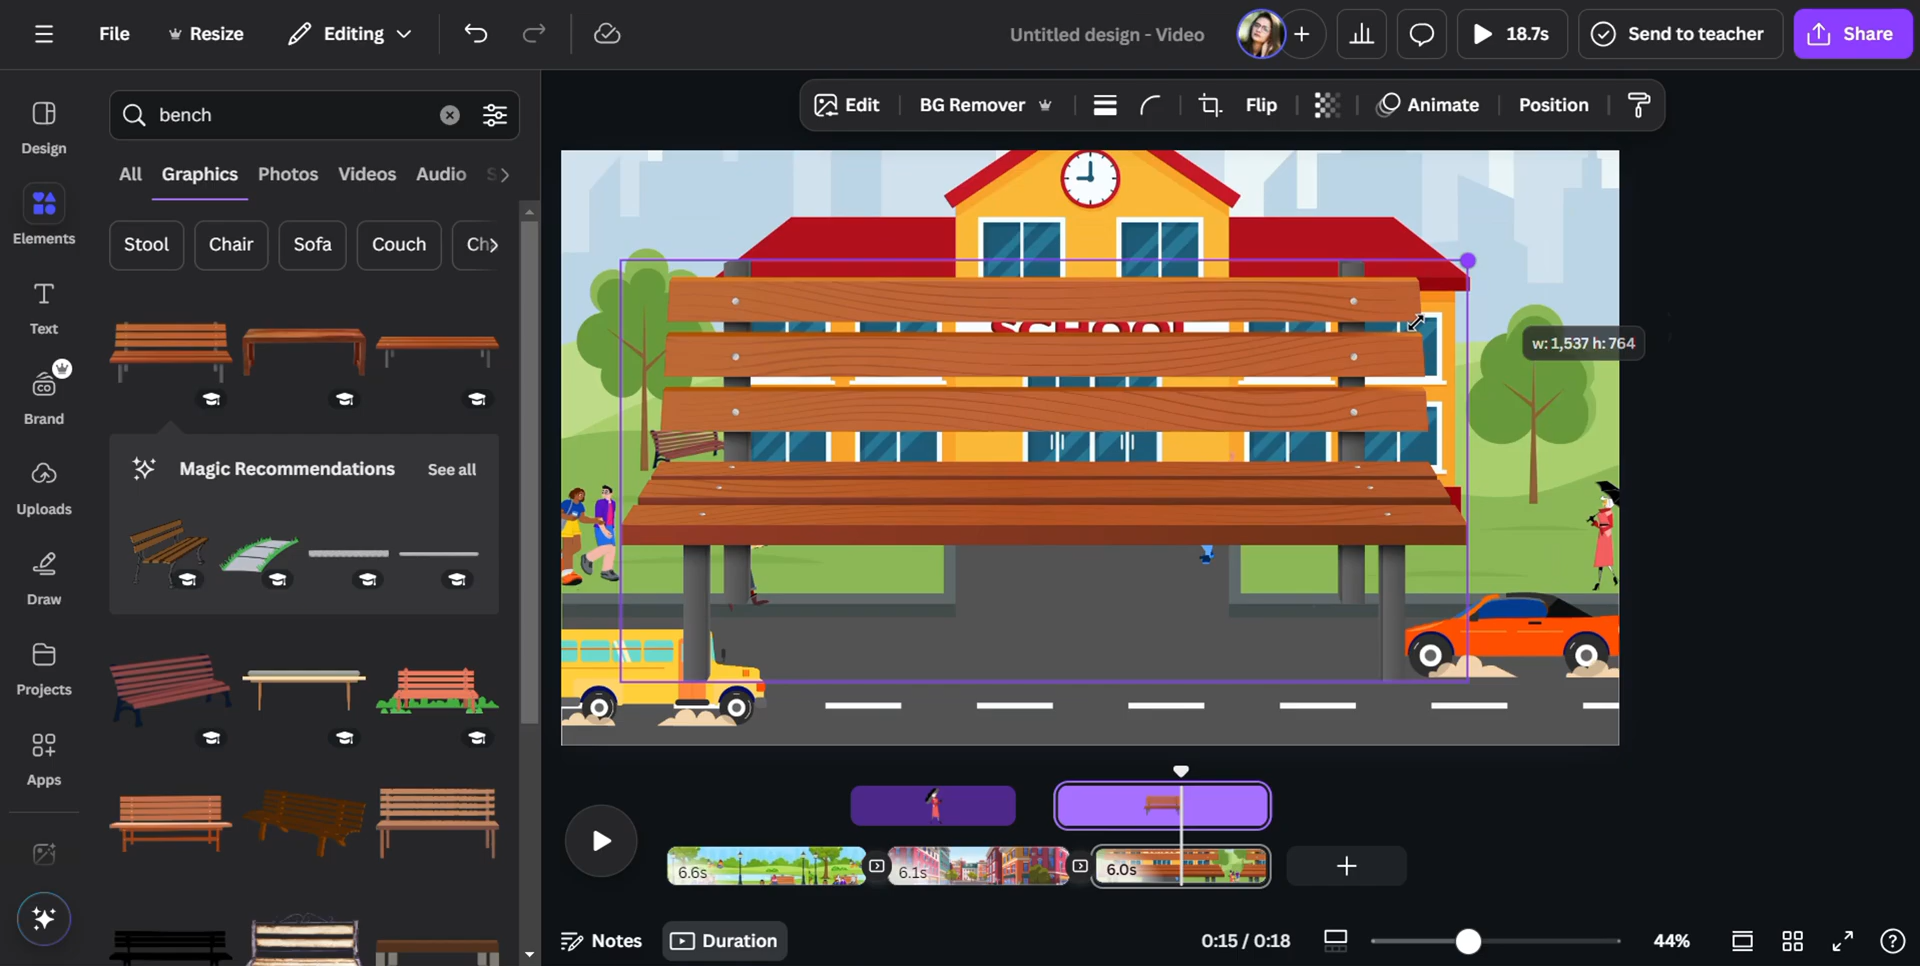 File
Resize
Editing
Untitled design - Video
18.7s
Send to teacher
Share
Design
Elements
Text
Brand
Uploads
Draw
Projects
Apps
bench
All
Graphics
Photos
Videos
Audio
S
Stool
Chair
Sofa
Couch
Ch
Magic Recommendations
See all
Edit
BG Remover
Flip
Animate
Position
SCHOOL
w: 1,537 h: 764
6.6s
6.1s
6.0s
Notes
Duration
0:15 / 0:18
44%